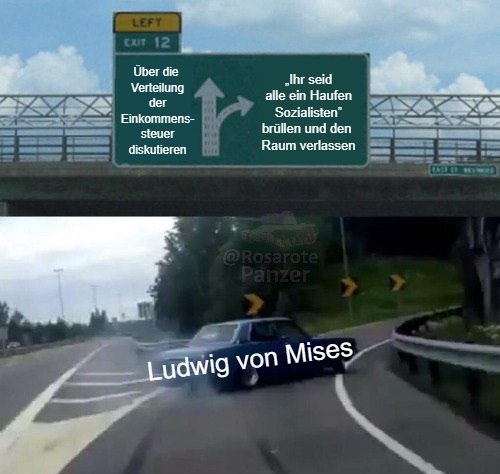 LEFT
EXIT 12
Über die
Verteilung
der
Einkommens-
steuer
diskutieren
„Ihr seid
alle ein Haufen
Sozialisten”
brüllen und den
Raum verlassen
@Rosarote
Panzer
Ludwig von Mises